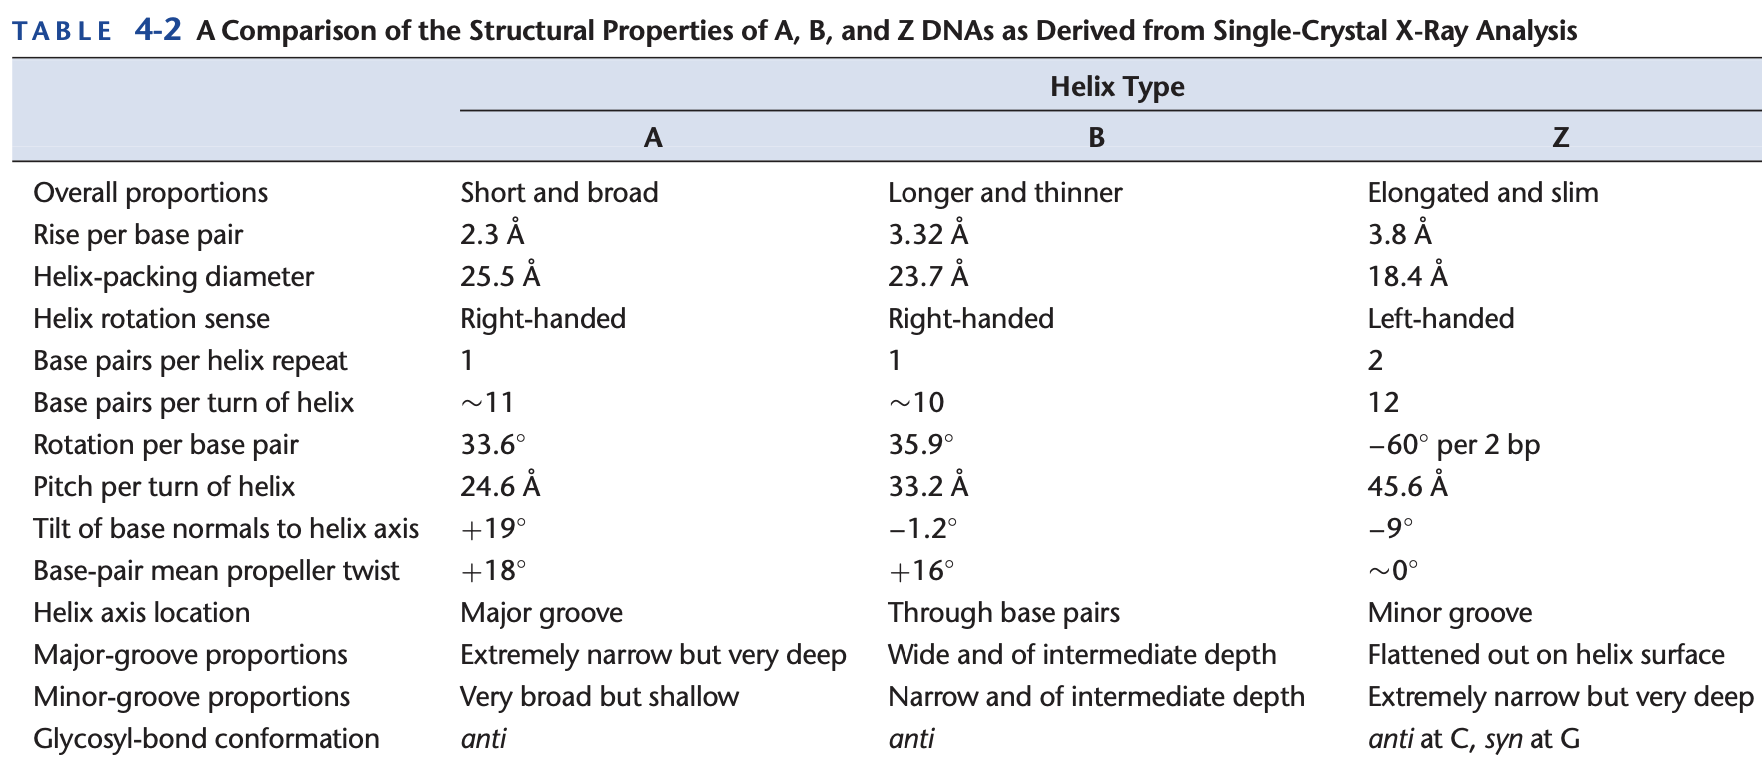 TABLE 4-2 A Comparison of the Structural Properties of A, B, and Z DNAs as Derived from Single-Crystal X-Ray Analysis
Helix Type
A B Z
Overall proportions Short and broad Longer and thinner Elongated and slim
Rise per base pair 2.3 Å 3.32 Å 3.8 Å
Helix-packing diameter 25.5 Å 23.7 Å 18.4 Å
Helix rotation sense Right-handed Right-handed Left-handed
Base pairs per helix repeat 1 1 2
Base pairs per turn of helix ~11 ~10 12
Rotation per base pair 33.6° 35.9° –60° per 2 bp
Pitch per turn of helix 24.6 Å 33.2 Å 45.6 Å
Tilt of base normals to helix axis +19° –1.2° –9°
Base-pair mean propeller twist +18° +16° ~0°
Helix axis location Major groove Through base pairs Minor groove
Major-groove proportions Extremely narrow but very deep Wide and of intermediate depth Flattened out on helix surface
Minor-groove proportions Very broad but shallow Narrow and of intermediate depth Extremely narrow but very deep
Glycosyl-bond conformation anti anti anti at C, syn at G